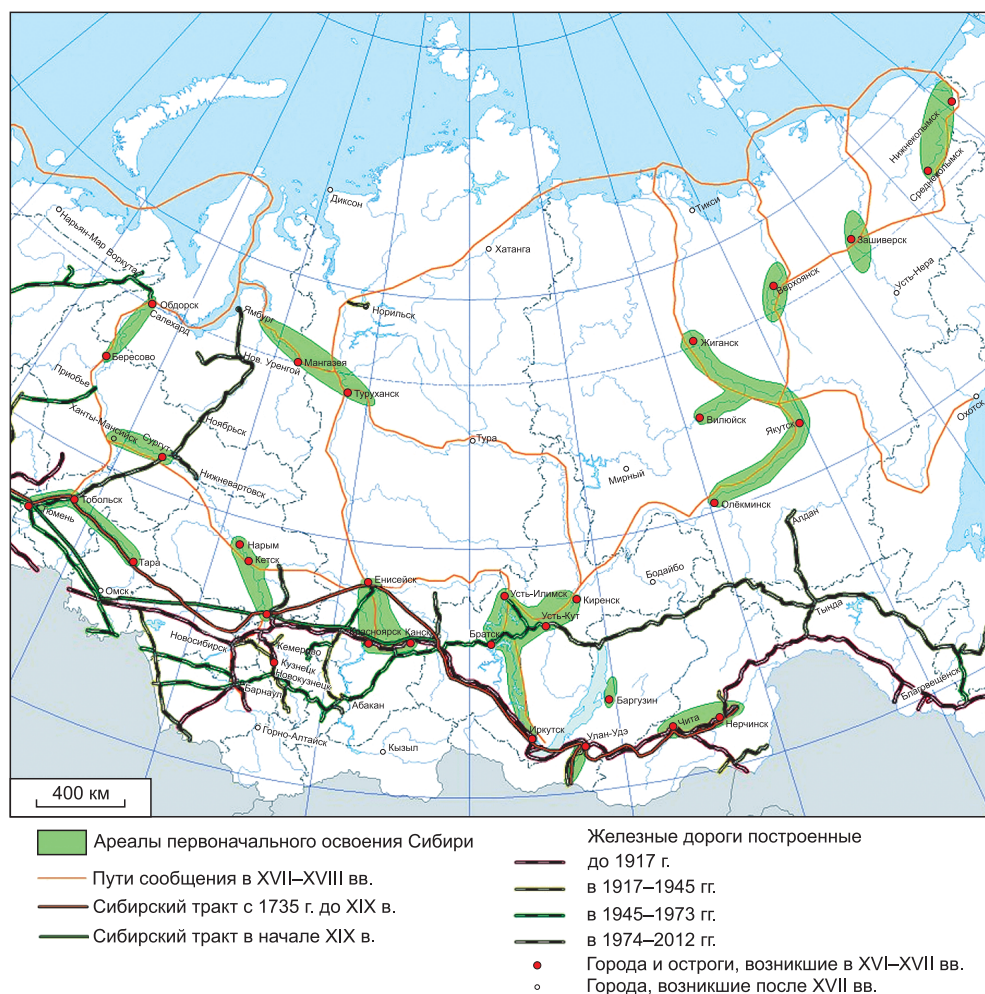 Диксон
Тикси
Нижнеколымск
Среднеколымск
Нарьян-Мар
Воркута
Хатанга
Зашиверск
Усть-Нера
Верхоянск
Обдорск
Салехард
Норильск
Ямбург
Жиганск
Берёсово
Мангазея
Нов. Уренгой
Приобье
Туруханск
Охотск
Ханты-Мансийск
Сургут
Ноябрьск
Вилюйск
Якутск
Тура
Нижневартовск
Мирный
Тобольск
Тюмень
Олёкминск
Алдан
Нарым
Кетск
Тара
Енисейск
Бодайбо
Омск
Усть-Илимск
Киренск
Усть-Кут
Тында
Новосибирск
Красноярск
Канск
Братск
Кемерово
Кузнецк
Новокузнецк
Барнаул
Абакан
Баргузин
Благовещенск
Горно-Алтайск
Кызыл
Иркутск
Улан-Удэ
Чита
Нерчинск
400 км
Ареалы первоначального освоения Сибири
Пути сообщения в XVII–XVIII вв.
Сибирский тракт с 1735 г. до XIX в.
Сибирский тракт в начале XIX в.
Железные дороги построенные
до 1917 г.
в 1917–1945 гг.
в 1945–1973 гг.
в 1974–2012 гг.
Города и остроги, возникшие в XVI–XVII вв.
Города, возникшие после XVII вв.